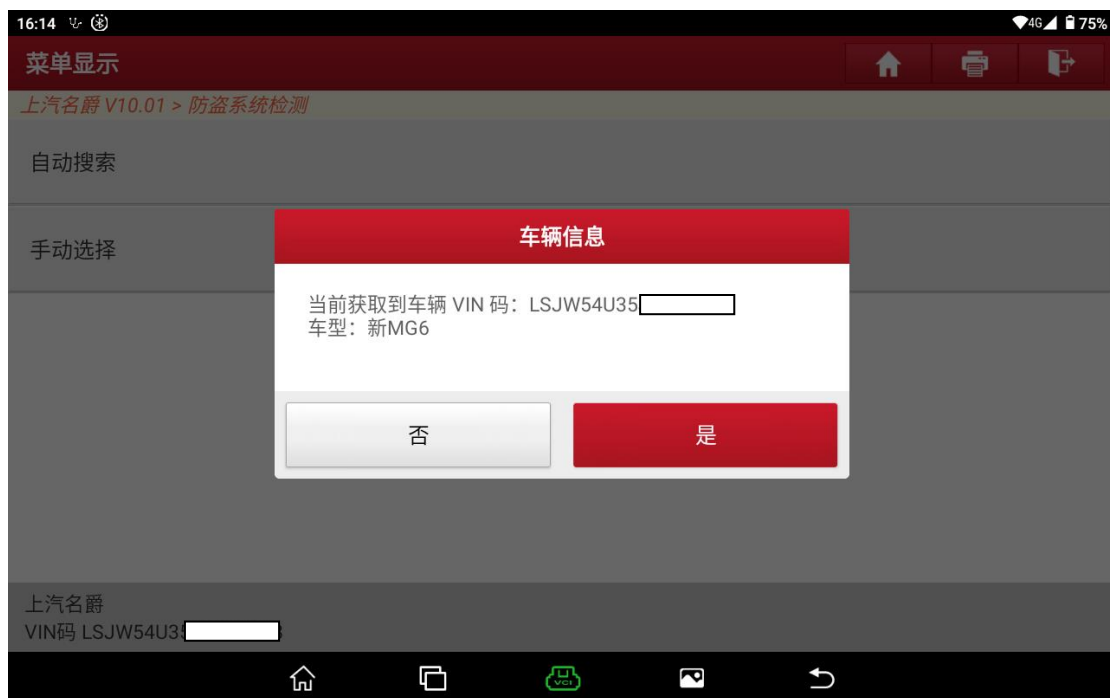 16:14
4G 75%
菜单显示
上汽名爵 V10.01 > 防盗系统检测
自动搜索
手动选择
车辆信息
当前获取到车辆 VIN 码：LSJW54U35
车型：新MG6
否
是
上汽名爵
VIN码 LSJW54U3
VCI